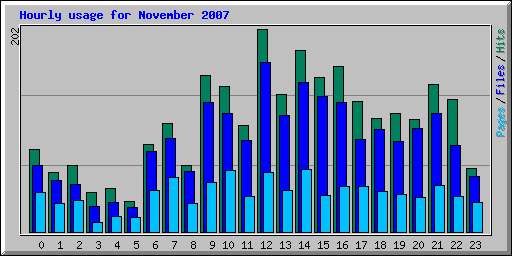 Hourly usage for November 2007
202
Pages/Files/Hits
0 1 2 3 4 5 6 7 8 9 10 11 12 13 14 15 16 17 18 19 20 21 22 23